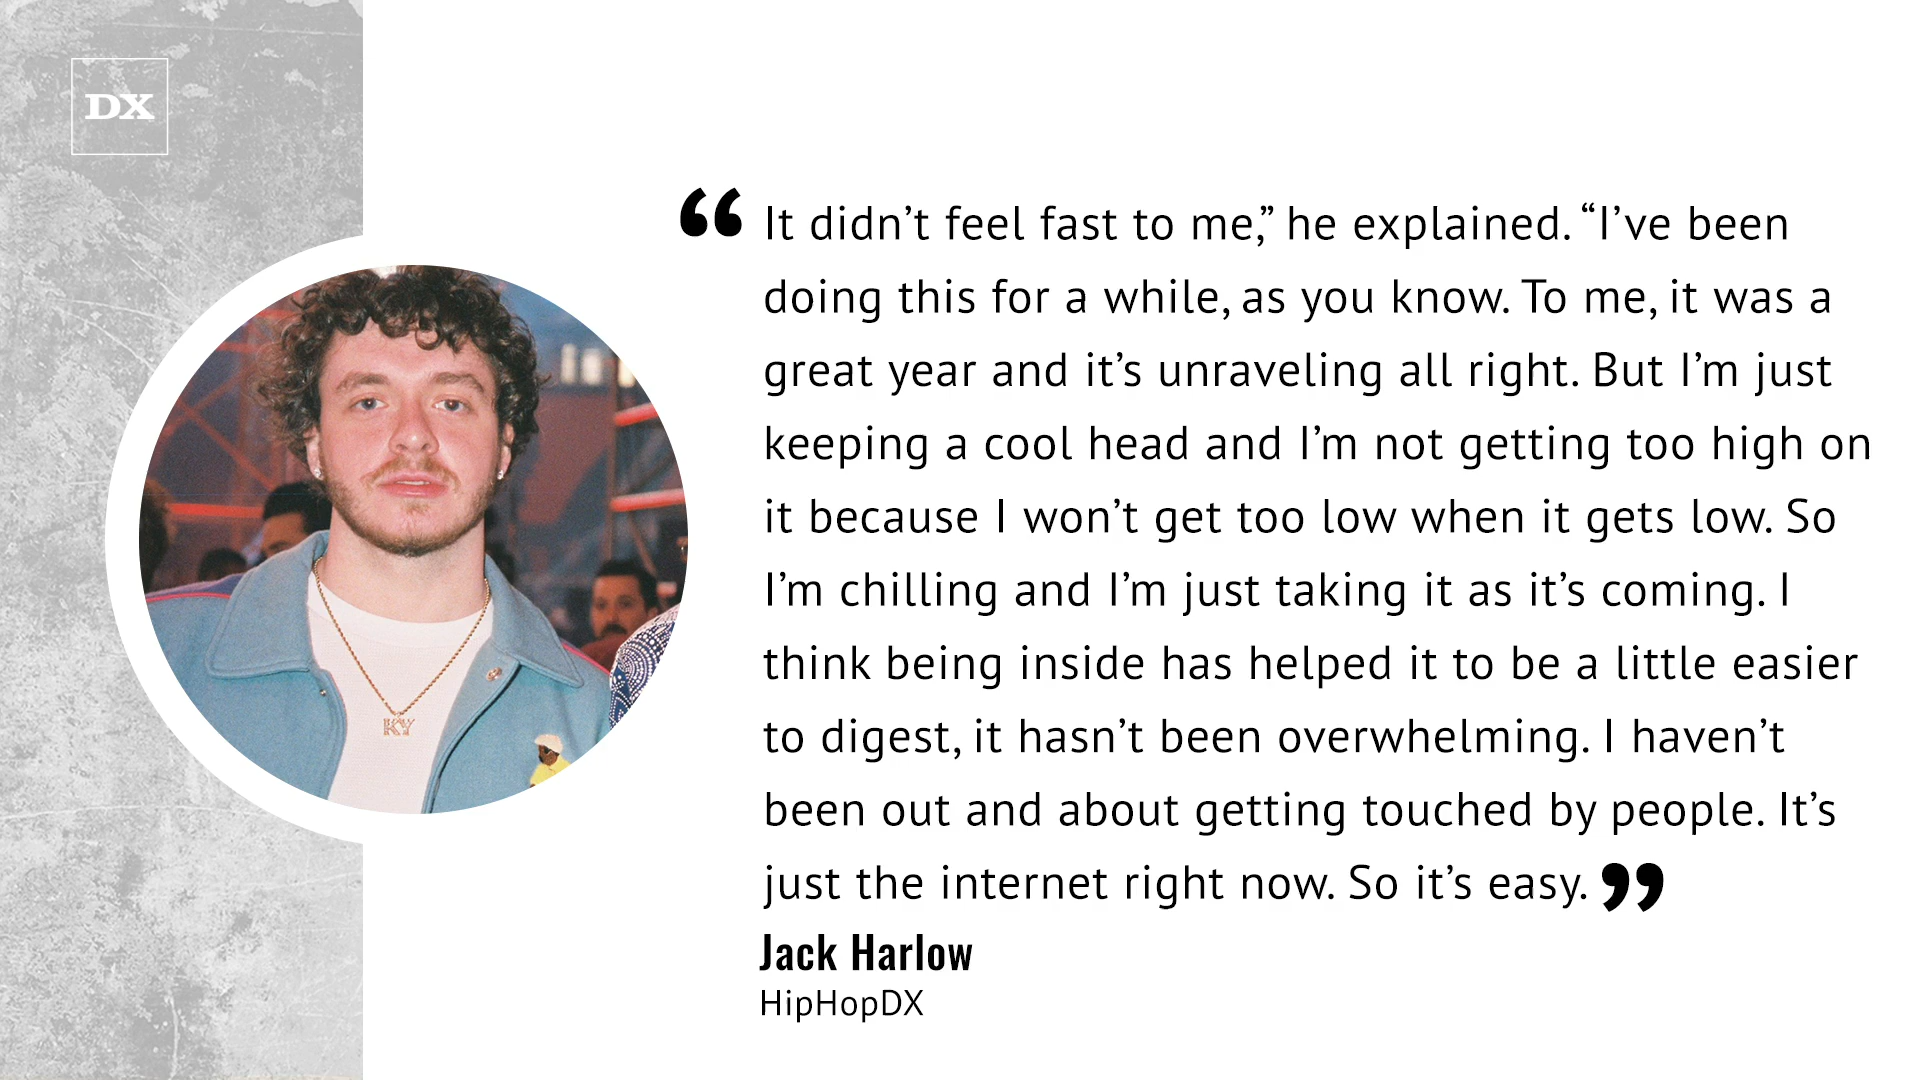 DX
“ It didn’t feel fast to me,” he explained. “I’ve been
doing this for a while, as you know. To me, it was a
great year and it’s unraveling all right. But I’m just
keeping a cool head and I’m not getting too high on
it because I won’t get too low when it gets low. So
I’m chilling and I’m just taking it as it’s coming. I
think being inside has helped it to be a little easier
to digest, it hasn’t been overwhelming. I haven’t
been out and about getting touched by people. It’s
just the internet right now. So it’s easy. ”
Jack Harlow
HipHopDX
KY